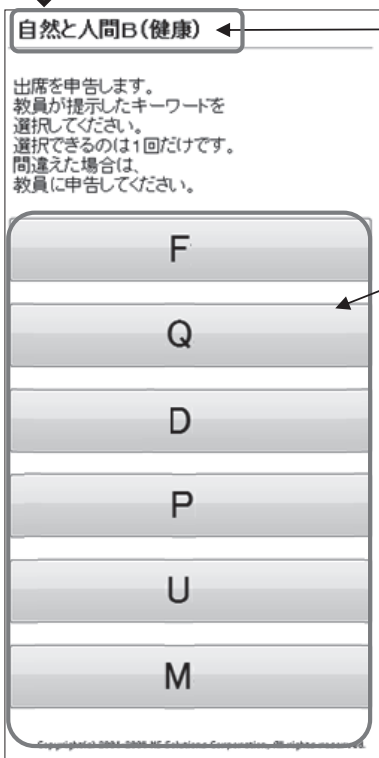 自然と人間B(健康)
出席を申告します。
教員が提示したキーワードを
選択してください。
選択できるのは1回だけです。
間違えた場合は、
教員に申告してください。
F
Q
D
P
U
M